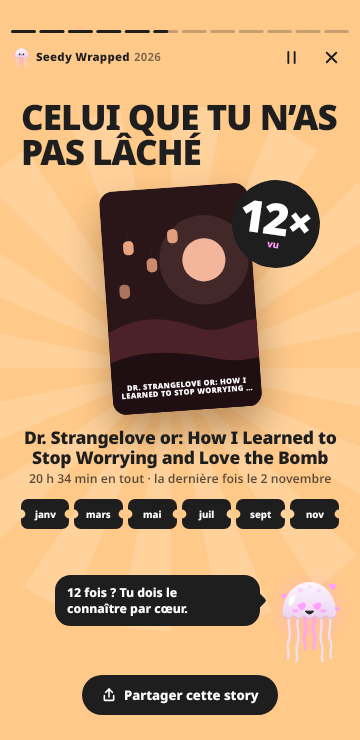 Seedy Wrapped 2026
CELUI QUE TU N'AS
PAS LÂCHÉ
12×
vu
DR. STRANGELOVE OR: HOW I
LEARNED TO STOP WORRYING ...
Dr. Strangelove or: How I Learned to
Stop Worrying and Love the Bomb
20 h 34 min en tout · la dernière fois le 2 novembre
janv mars mai juil sept nov
12 fois ? Tu dois le
connaître par cœur.
Partager cette story